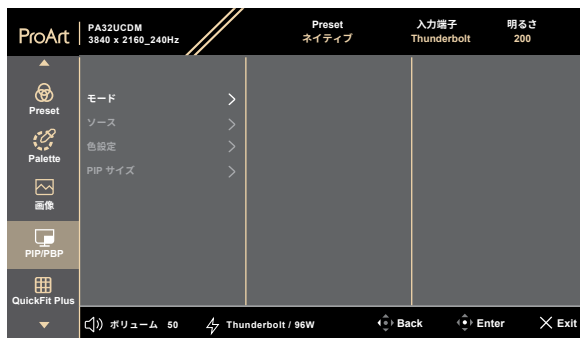 ProArt
PA32UCDM
3840 x 2160_240Hz
Preset
ネイティブ
入力端子
Thunderbolt
明るさ
200
Preset
Palette
画像
PIP/PBP
QuickFit Plus
モード
ソース
色設定
PIP サイズ
ボリューム 50
Thunderbolt / 96W
Back
Enter
Exit